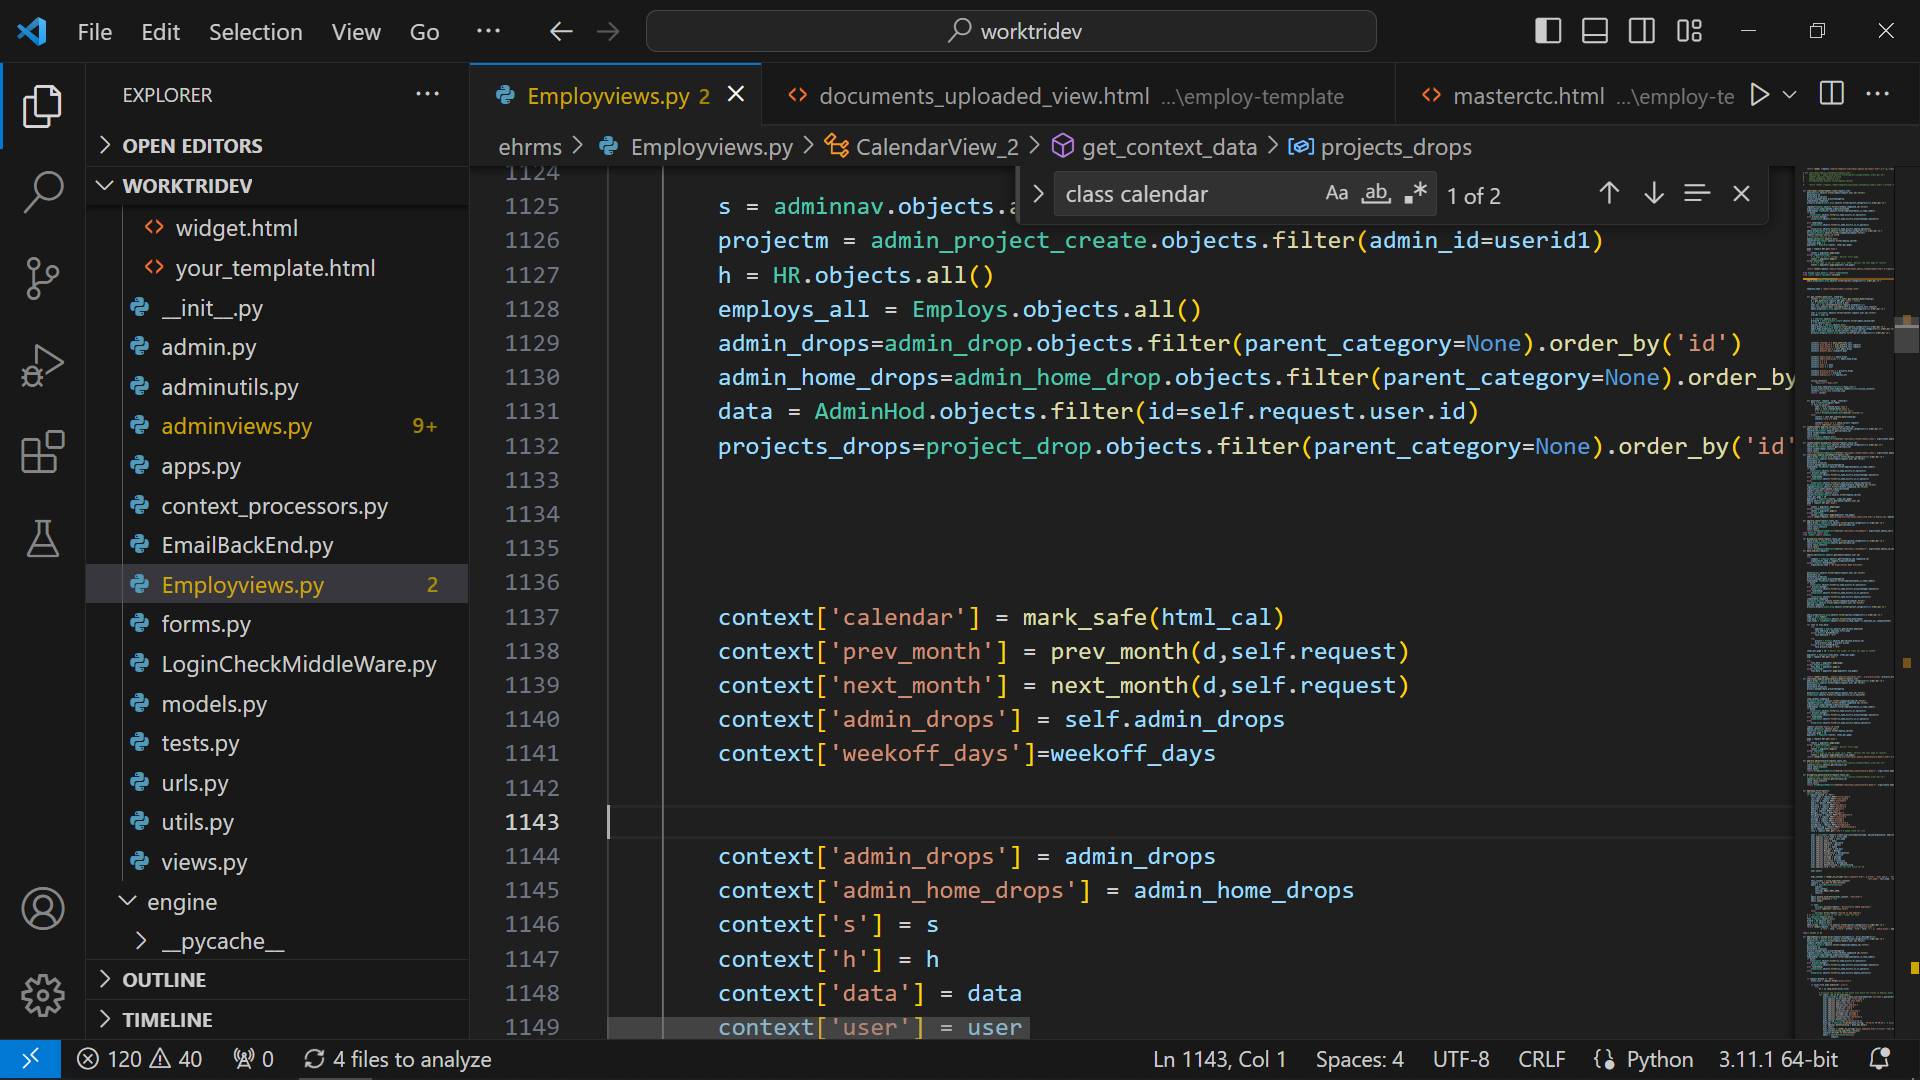 File Edit Selection View Go ··· worktridev
EXPLORER
OPEN EDITORS
WORKTRIDEV
widget.html
your_template.html
__init__.py
admin.py
adminutils.py
adminviews.py 9+
apps.py
context_processors.py
EmailBackEnd.py
Employviews.py 2
forms.py
LoginCheckMiddleWare.py
models.py
tests.py
urls.py
utils.py
views.py
engine
__pycache__
OUTLINE
TIMELINE
Employviews.py 2 documents_uploaded_view.html ...\employ-template masterctc.html ...\employ-te
ehrms > Employviews.py > CalendarView_2 > get_context_data > projects_drops
class calendar Aa ab .* 1 of 2
1124
1125 s = adminnav.objects.
1126 projectm = admin_project_create.objects.filter(admin_id=userid1)
1127 h = HR.objects.all()
1128 employs_all = Employs.objects.all()
1129 admin_drops=admin_drop.objects.filter(parent_category=None).order_by('id')
1130 admin_home_drops=admin_home_drop.objects.filter(parent_category=None).order_by
1131 data = AdminHod.objects.filter(id=self.request.user.id)
1132 projects_drops=project_drop.objects.filter(parent_category=None).order_by('id'
1133
1134
1135
1136
1137 context['calendar'] = mark_safe(html_cal)
1138 context['prev_month'] = prev_month(d,self.request)
1139 context['next_month'] = next_month(d,self.request)
1140 context['admin_drops'] = self.admin_drops
1141 context['weekoff_days']=weekoff_days
1142
1143
1144 context['admin_drops'] = admin_drops
1145 context['admin_home_drops'] = admin_home_drops
1146 context['s'] = s
1147 context['h'] = h
1148 context['data'] = data
1149 context['user'] = user
120 40 0 4 files to analyze Ln 1143, Col 1 Spaces: 4 UTF-8 CRLF Python 3.11.1 64-bit